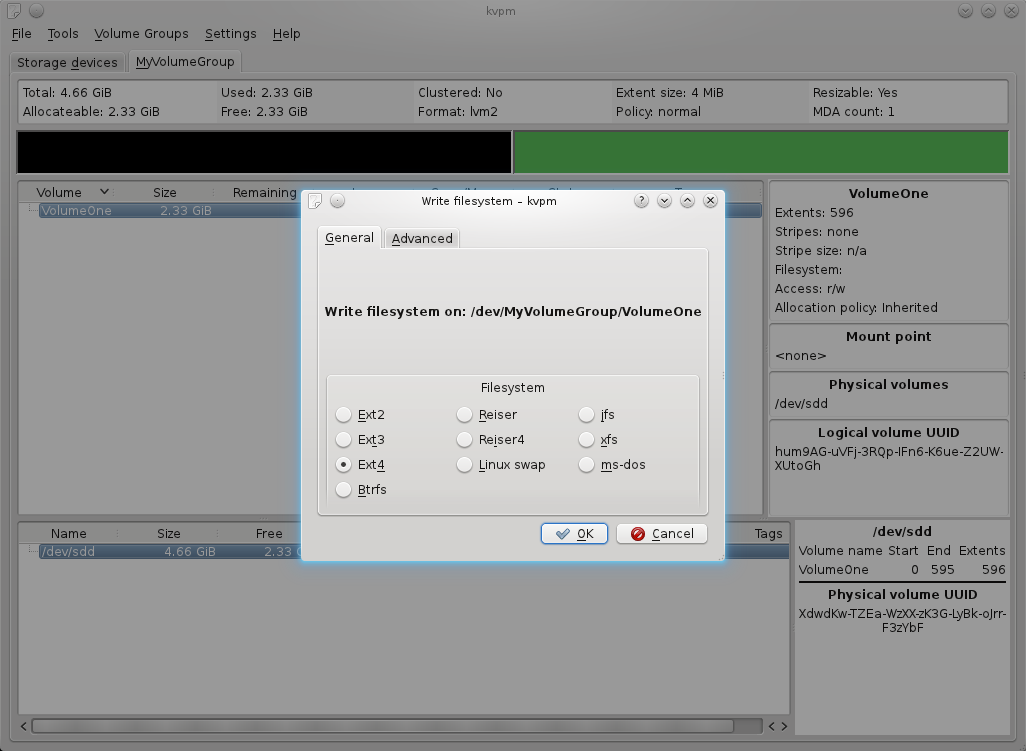 kvpm
File Tools Volume Groups Settings Help
Storage devices MyVolumeGroup
Total: 4.66 GiB Used: 2.33 GiB Clustered: No Extent size: 4 MiB Resizable: Yes
Allocateable: 2.33 GiB Free: 2.33 GiB Format: lvm2 Policy: normal MDA count: 1
Volume Size Remaining
VolumeOne 2.33 GiB
Write filesystem – kvpm
General Advanced
Write filesystem on: /dev/MyVolumeGroup/VolumeOne
Filesystem
Ext2 Reiser jfs
Ext3 Reiser4 xfs
Ext4 Linux swap ms-dos
Btrfs
OK Cancel
VolumeOne
Extents: 596
Stripes: none
Stripe size: n/a
Filesystem:
Access: r/w
Allocation policy: Inherited
Mount point
<none>
Physical volumes
/dev/sdd
Logical volume UUID
hum9AG-uVFj-3RQp-IFn6-K6ue-Z2UW-
XUtoGh
Name Size Free Tags
/dev/sdd 4.66 GiB 2.33
/dev/sdd
Volume name Start End Extents
VolumeOne 0 595 596
Physical volume UUID
XdwdKw-TZEa-WzXX-zK3G-LyBk-oJrr-
F3zYbF